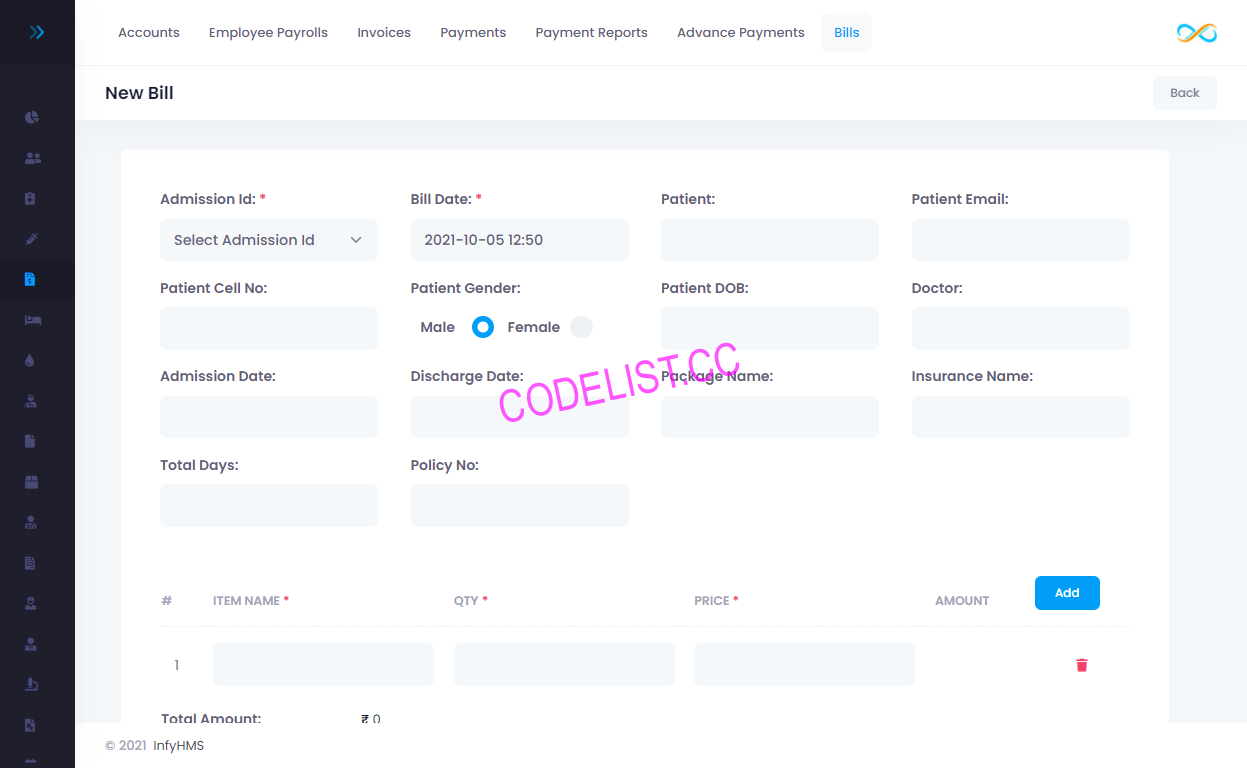 Accounts Employee Payrolls Invoices Payments Payment Reports Advance Payments Bills
New Bill Back
Admission Id: * Bill Date: * Patient: Patient Email:
Select Admission Id 2021-10-05 12:50
Patient Cell No: Patient Gender: Patient DOB: Doctor:
Male Female
Admission Date: Discharge Date: Package Name: Insurance Name:
CODELIST.CC
Total Days: Policy No:
# ITEM NAME * QTY * PRICE * AMOUNT Add
1
Total Amount: ₹ 0
© 2021 InfyHMS